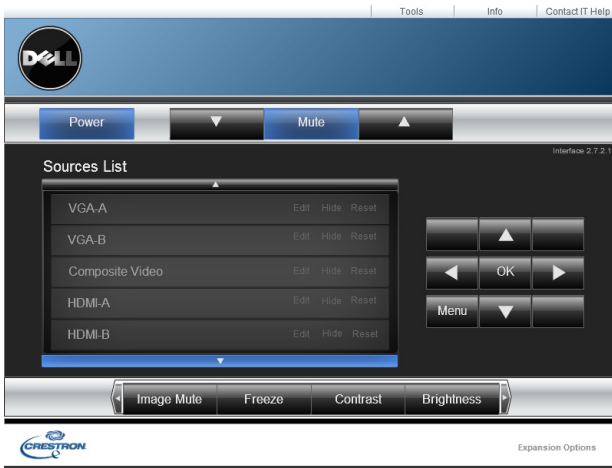 Tools Info Contact IT Help
DELL
Power Mute
Interface 2.7.2.1
Sources List
VGA-A Edit Hide Reset
VGA-B Edit Hide Reset
Composite Video Edit Hide Reset
HDMI-A Edit Hide Reset
HDMI-B Edit Hide Reset
OK
Menu
Image Mute Freeze Contrast Brightness
CRESTRON
Expansion Options